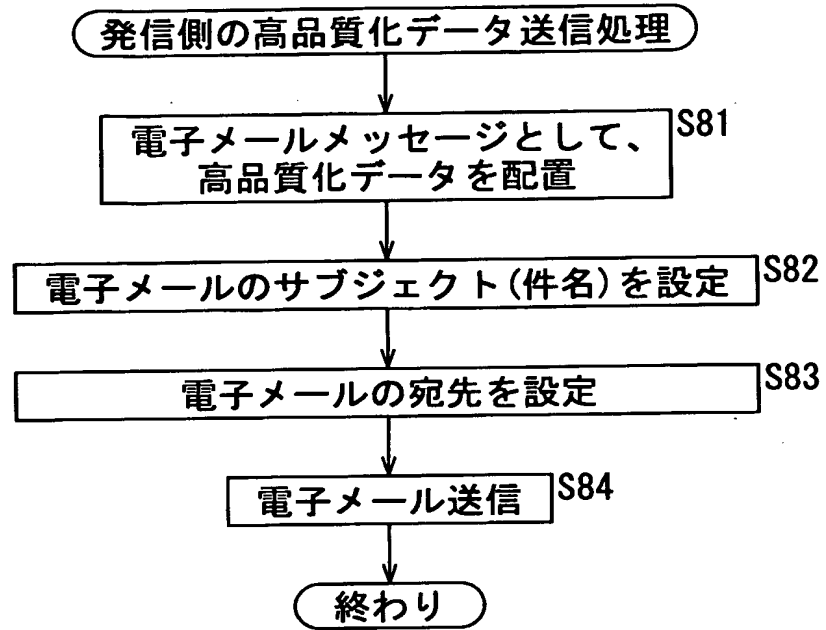 発信側の高品質化データ送信処理
S81
電子メールメッセージとして、
高品質化データを配置
S82
電子メールのサブジェクト(件名)を設定
S83
電子メールの宛先を設定
S84
電子メール送信
終わり